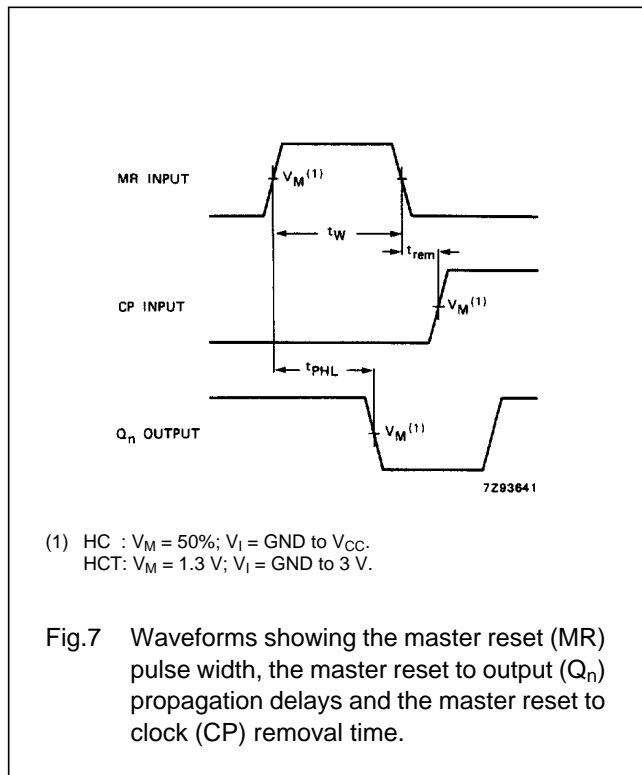 MR INPUT
V_M(1)
t_W
t_rem
CP INPUT
V_M(1)
t_PHL
Q_n OUTPUT
V_M(1)
7Z93641
(1) HC : V_M = 50%; V_I = GND to V_CC.
HCT: V_M = 1.3 V; V_I = GND to 3 V.
Fig.7 Waveforms showing the master reset (MR)
pulse width, the master reset to output (Q_n)
propagation delays and the master reset to
clock (CP) removal time.